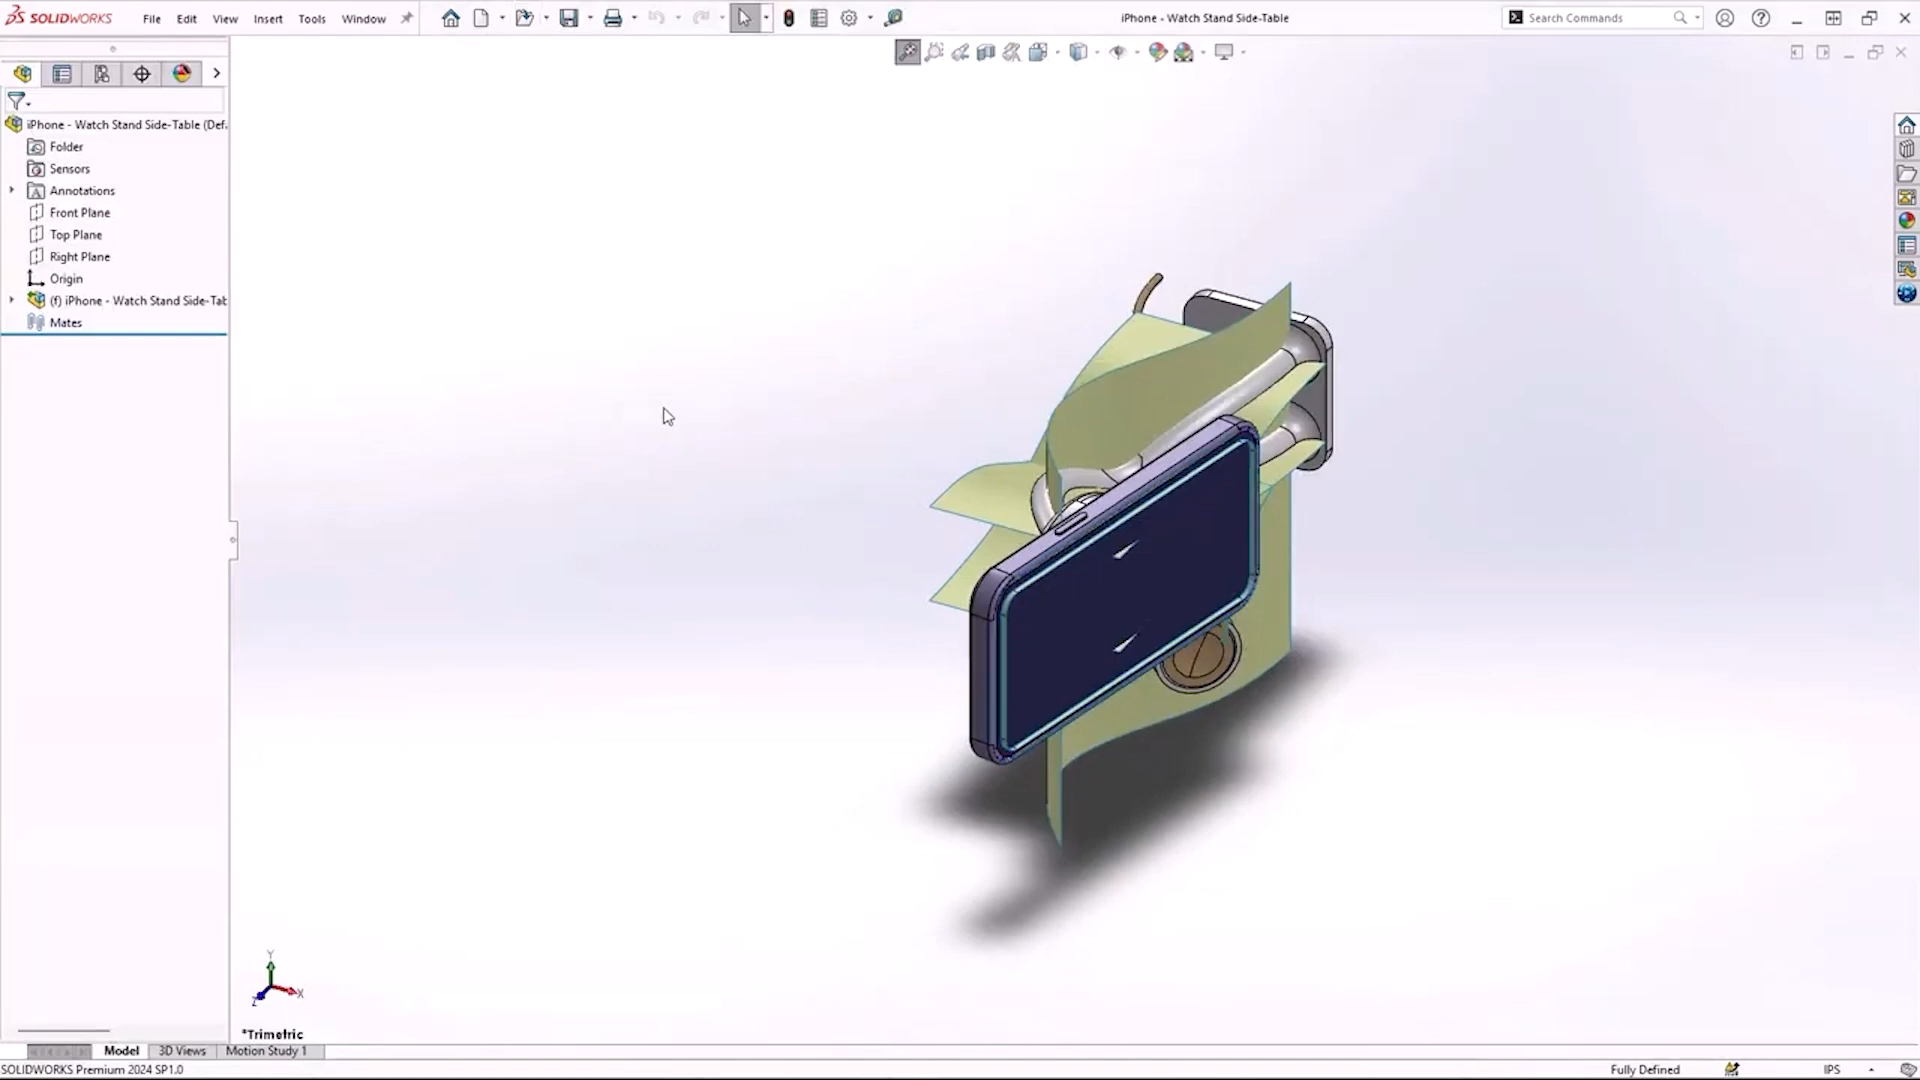 SOLIDWORKS
File Edit View Insert Tools Window
iPhone - Watch Stand Side-Table
Search Commands
iPhone - Watch Stand Side-Table (Def
Folder
Sensors
Annotations
Front Plane
Top Plane
Right Plane
Origin
(f) iPhone - Watch Stand Side-Tab
Mates
Y
X
Z
*Trimetric
Model 3D Views Motion Study 1
SOLIDWORKS Premium 2024 SP1.0
Fully Defined
IPS